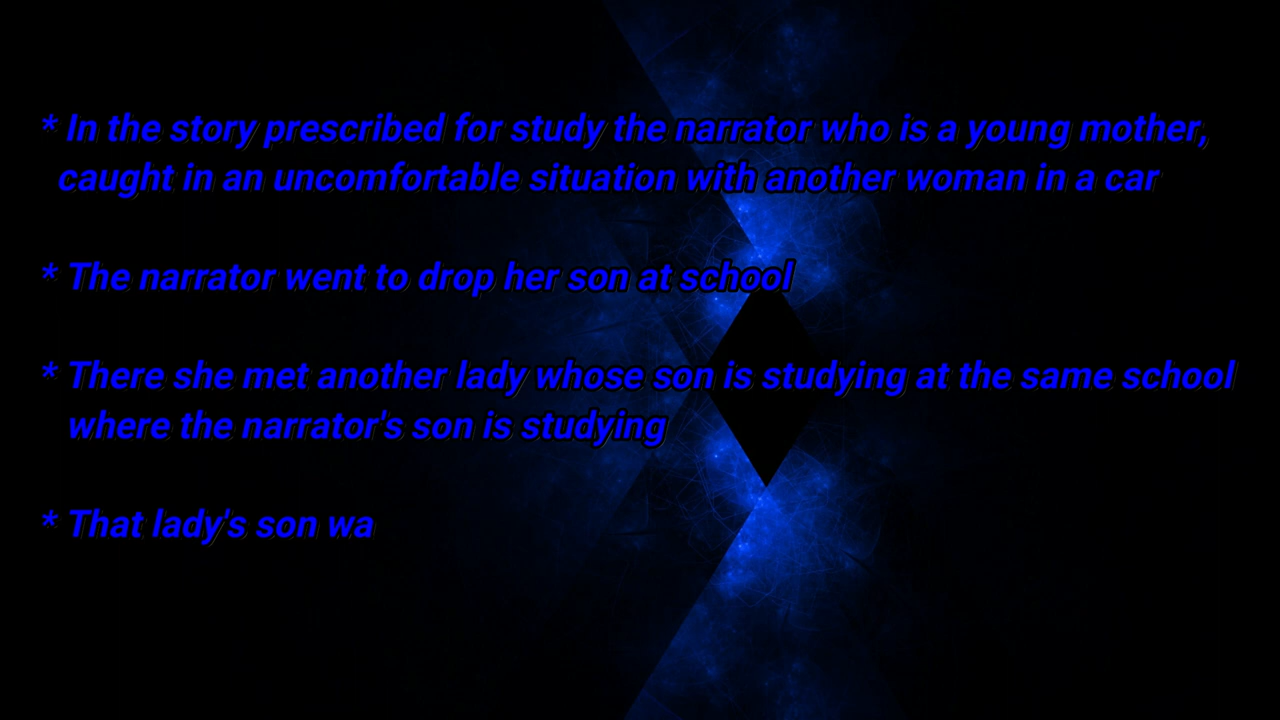 * In the story prescribed for study the narrator who is a young mother,
caught in an uncomfortable situation with another woman in a car
* The narrator went to drop her son at school
* There she met another lady whose son is studying at the same school
where the narrator's son is studying
* That lady's son wa